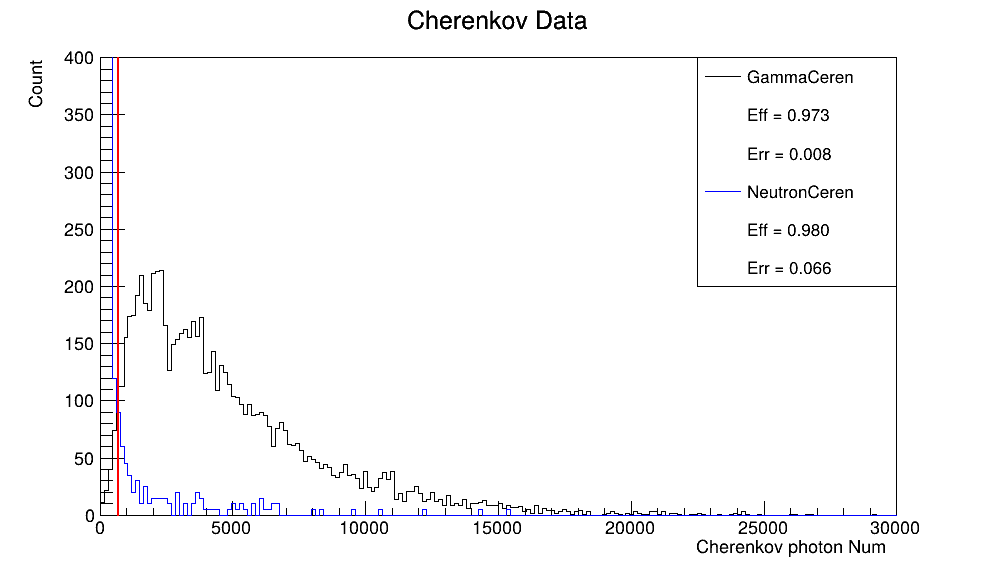 Cherenkov Data
Count
400
350
300
250
200
150
100
50
0
0
5000
10000
15000
20000
25000
30000
Cherenkov photon Num
GammaCeren
Eff = 0.973
Err = 0.008
NeutronCeren
Eff = 0.980
Err = 0.066